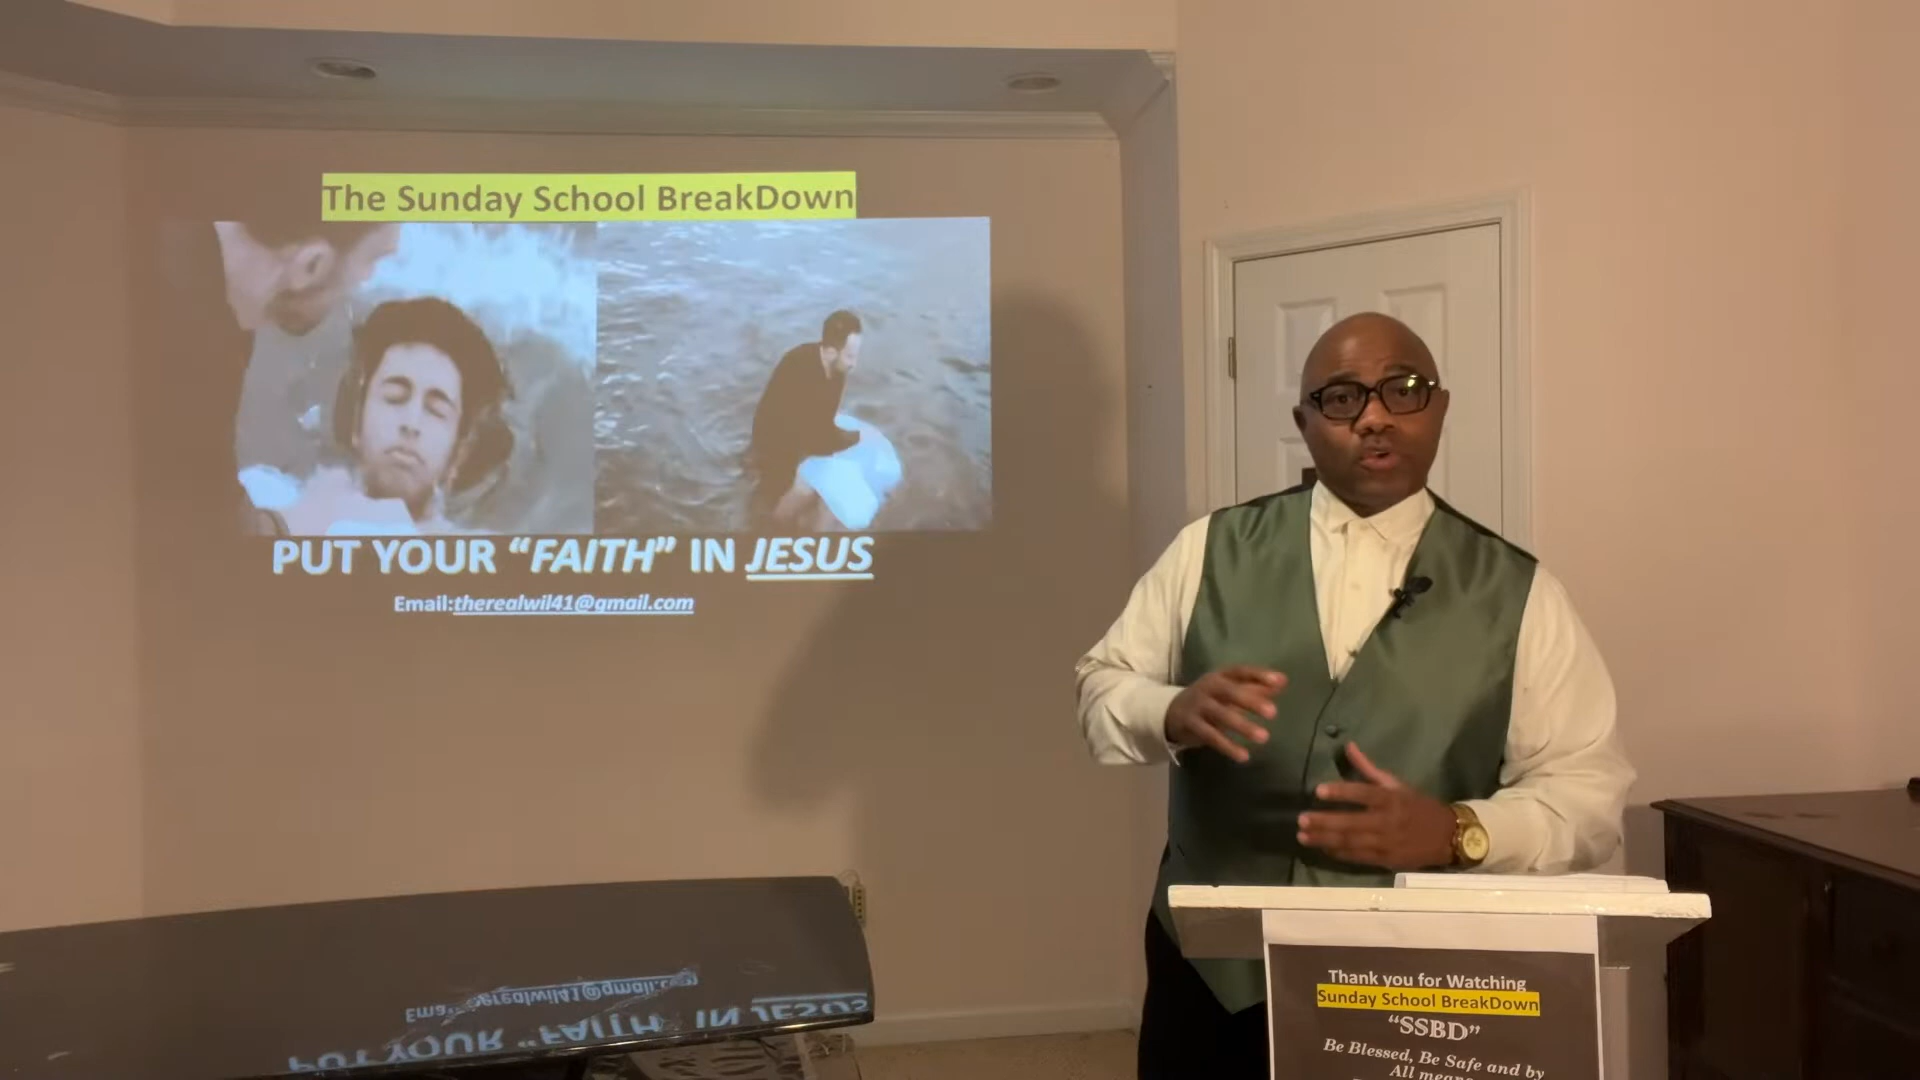 The Sunday School BreakDown
PUT YOUR “FAITH” IN JESUS
Email:therealwil41@gmail.com
Thank you for Watching
Sunday School BreakDown
“SSBD”
Be Blessed, Be Safe and by
All means